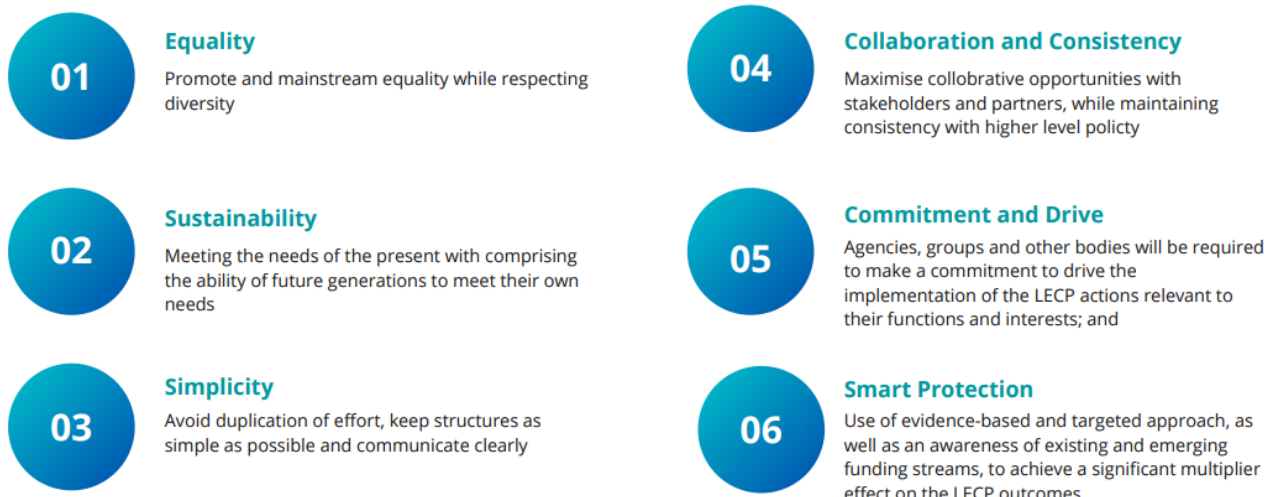 01
Equality
Promote and mainstream equality while respecting
diversity
02
Sustainability
Meeting the needs of the present with comprising
the ability of future generations to meet their own
needs
03
Simplicity
Avoid duplication of effort, keep structures as
simple as possible and communicate clearly
04
Collaboration and Consistency
Maximise collobrative opportunities with
stakeholders and partners, while maintaining
consistency with higher level policty
05
Commitment and Drive
Agencies, groups and other bodies will be required
to make a commitment to drive the
implementation of the LECP actions relevant to
their functions and interests; and
06
Smart Protection
Use of evidence-based and targeted approach, as
well as an awareness of existing and emerging
funding streams, to achieve a significant multiplier
effect on the LECP outcomes